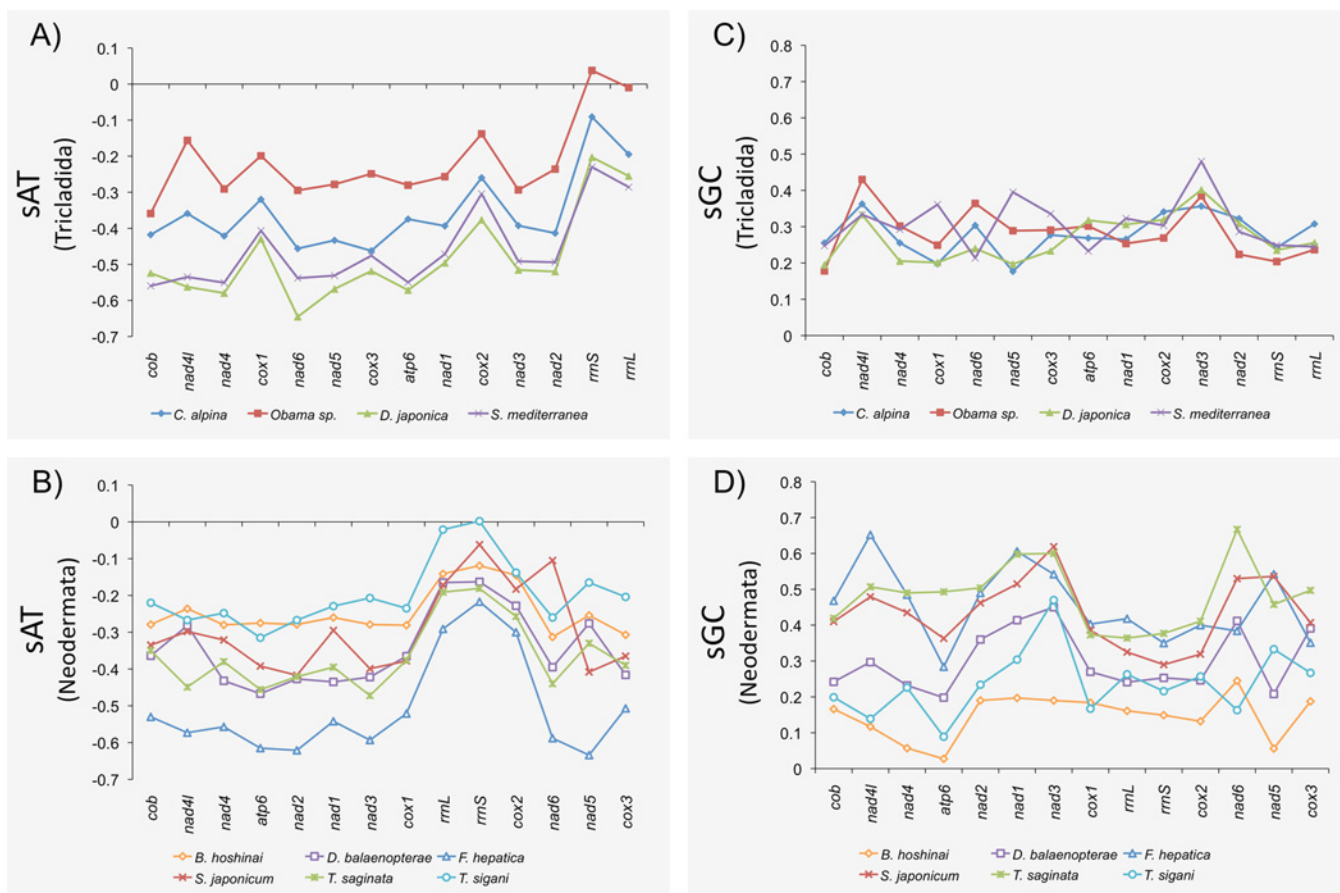 A)
sAT
(Tricladida)
0.1
0
-0.1
-0.2
-0.3
-0.4
-0.5
-0.6
-0.7
cob nad4l nad4 cox1 nad6 nad5 cox3 atp6 nad1 cox2 nad3 nad2 rrnS rrnL
C. alpina Obama sp. D. japonica S. mediterranea
C)
sGC
(Tricladida)
0.8
0.7
0.6
0.5
0.4
0.3
0.2
0.1
0
cob nad4l nad4 cox1 nad6 nad5 cox3 atp6 nad1 cox2 nad3 nad2 rrnS rrnL
C. alpina Obama sp. D. japonica S. mediterranea
B)
sAT
(Neodermata)
0.1
0
-0.1
-0.2
-0.3
-0.4
-0.5
-0.6
-0.7
cob nad4l nad4 atp6 nad2 nad1 nad3 cox1 rrnL rrnS cox2 nad6 nad5 cox3
B. hoshinai D. balaenopterae F. hepatica
S. japonicum T. saginata T. sigani
D)
sGC
(Neodermata)
0.8
0.7
0.6
0.5
0.4
0.3
0.2
0.1
0
cob nad4l nad4 atp6 nad2 nad1 nad3 cox1 rrnL rrnS cox2 nad6 nad5 cox3
B. hoshinai D. balaenopterae F. hepatica
S. japonicum T. saginata T. sigani